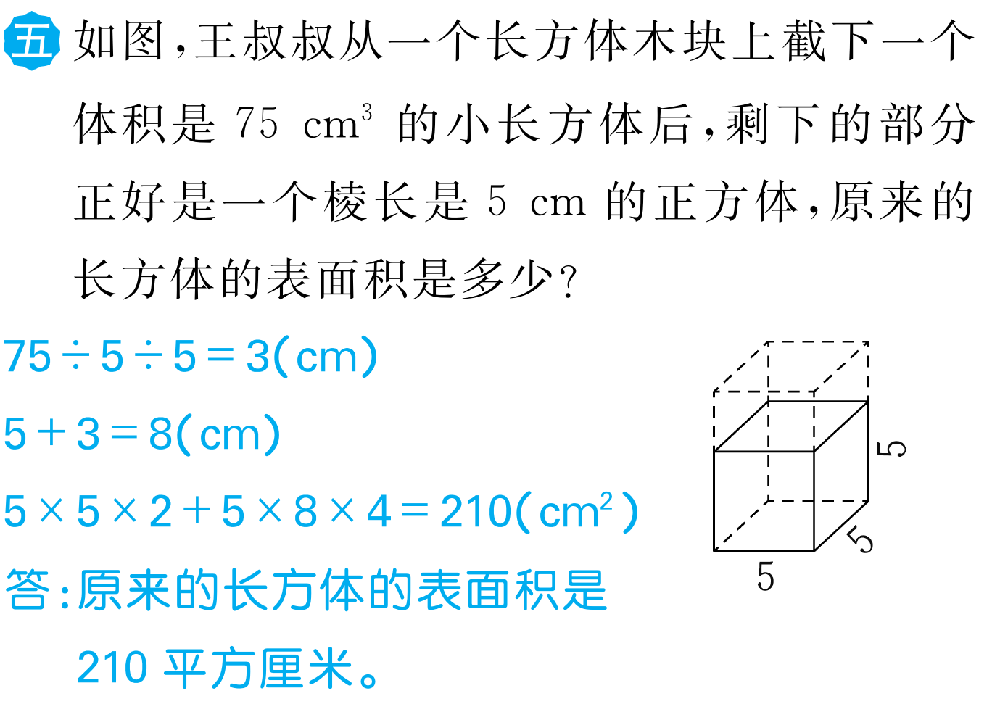 五 如图,王叔叔从一个长方体木块上截下一个
体积是 75 cm³ 的小长方体后,剩下的部分
正好是一个棱长是 5 cm 的正方体,原来的
长方体的表面积是多少?
75÷5÷5=3(cm)
5+3=8(cm)
5×5×2+5×8×4=210(cm²)
答:原来的长方体的表面积是
210 平方厘米。
5
5
5